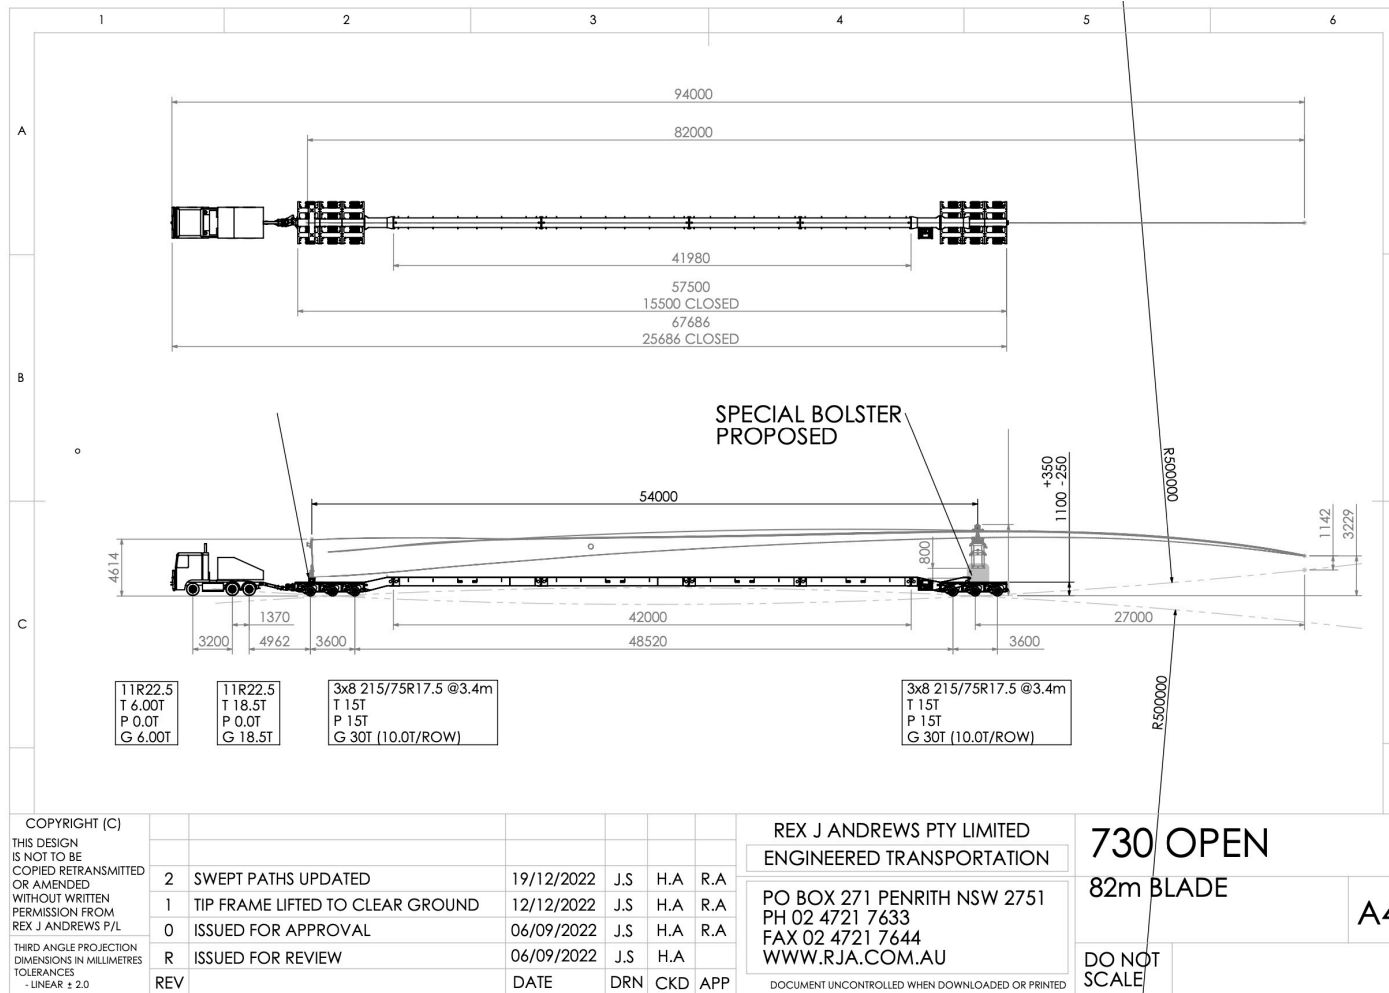 1 2 3 4 5 6
A
B
C
94000
82000
41980
57500
15500 CLOSED
67686
25686 CLOSED
SPECIAL BOLSTER
PROPOSED
54000
+350
1100 -250
R500000
1142
3229
4614
800
1370
42000
27000
3200
4962
3600
48520
3600
R500000
11R22.5
T 6.00T
P 0.0T
G 6.00T
11R22.5
T 18.5T
P 0.0T
G 18.5T
3x8 215/75R17.5 @3.4m
T 15T
P 15T
G 30T (10.0T/ROW)
3x8 215/75R17.5 @3.4m
T 15T
P 15T
G 30T (10.0T/ROW)
COPYRIGHT (C)
THIS DESIGN
IS NOT TO BE
COPIED RETRANSMITTED
OR AMENDED
WITHOUT WRITTEN
PERMISSION FROM
REX J ANDREWS P/L
THIRD ANGLE PROJECTION
DIMENSIONS IN MILLIMETRES
TOLERANCES
- LINEAR ± 2.0
2 SWEPT PATHS UPDATED 19/12/2022 J.S H.A R.A
1 TIP FRAME LIFTED TO CLEAR GROUND 12/12/2022 J.S H.A R.A
0 ISSUED FOR APPROVAL 06/09/2022 J.S H.A R.A
R ISSUED FOR REVIEW 06/09/2022 J.S H.A
REV DATE DRN CKD APP
REX J ANDREWS PTY LIMITED
ENGINEERED TRANSPORTATION
PO BOX 271 PENRITH NSW 2751
PH 02 4721 7633
FAX 02 4721 7644
WWW.RJA.COM.AU
DOCUMENT UNCONTROLLED WHEN DOWNLOADED OR PRINTED
730 OPEN
82m BLADE
A4
DO NOT
SCALE